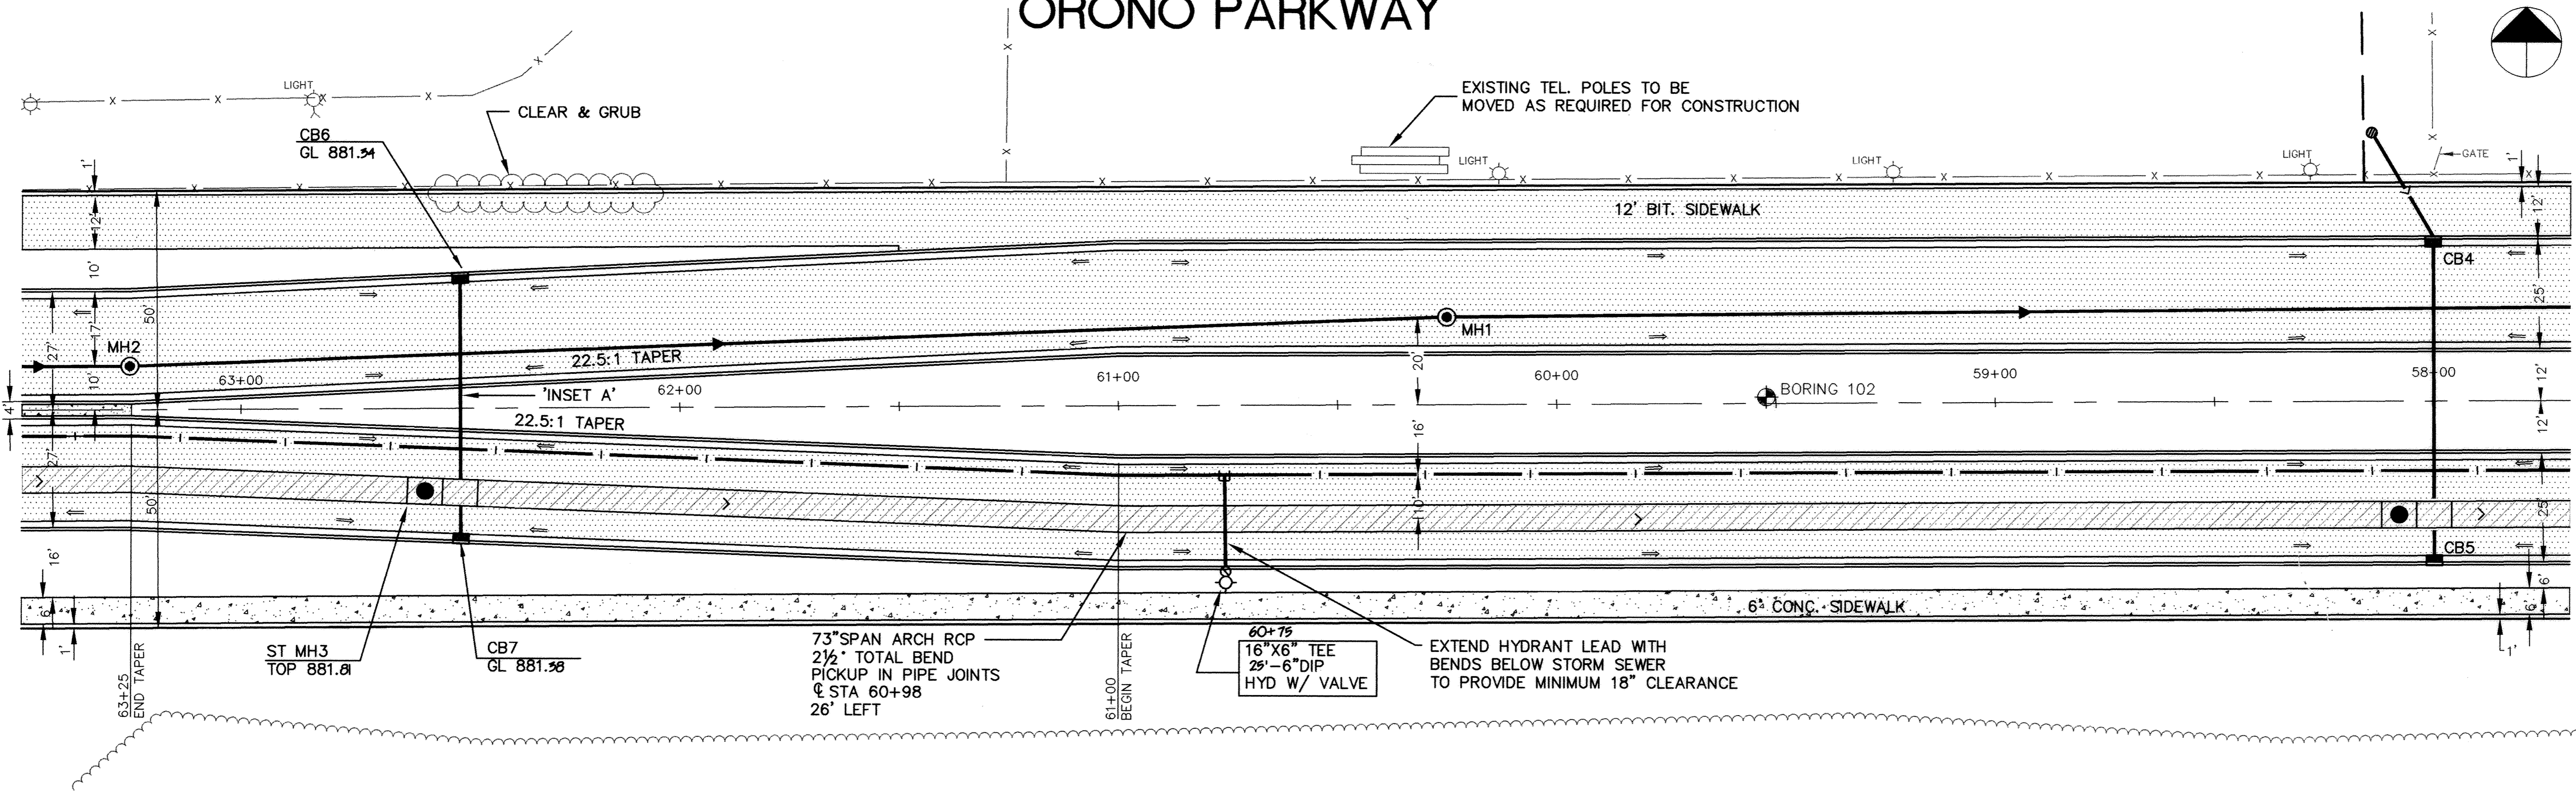 ORONO PARKWAY
LIGHT
CLEAR & GRUB
CB6
GL 881.34
EXISTING TEL. POLES TO BE
MOVED AS REQUIRED FOR CONSTRUCTION
LIGHT
LIGHT
LIGHT
GATE
1'
1'
12'
12'
12' BIT. SIDEWALK
10'
50'
CB4
25'
17'
27'
MH2
MH1
22.5:1 TAPER
10'
20'
63+00
62+00
61+00
60+00
59+00
58+00
12'
'INSET A'
BORING 102
4'
22.5:1 TAPER
16'
12'
27'
10'
50'
25'
CB5
16'
6'
6'
6' CONC. SIDEWALK
6'
1'
1'
ST MH3
TOP 881.81
CB7
GL 881.38
63+25
END TAPER
73"SPAN ARCH RCP
2½° TOTAL BEND
PICKUP IN PIPE JOINTS
℄ STA 60+98
26' LEFT
61+00
BEGIN TAPER
60+75
16"X6" TEE
25'-6"DIP
HYD W/ VALVE
EXTEND HYDRANT LEAD WITH
BENDS BELOW STORM SEWER
TO PROVIDE MINIMUM 18" CLEARANCE